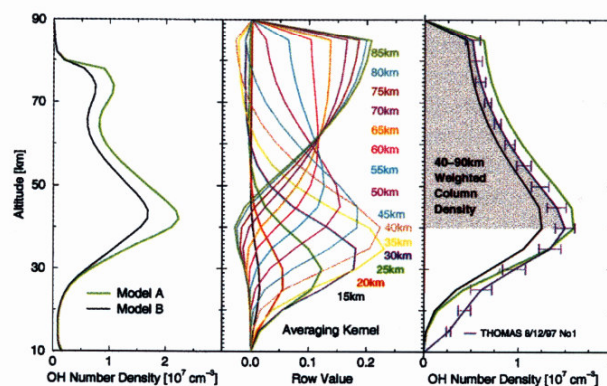 90
70
50
30
10
Altitude [km]
Model A
Model B
0
1
2
OH Number Density [10⁷ cm⁻³]
85km
80km
75km
70km
65km
60km
55km
50km
45km
40km
35km
30km
25km
20km
15km
Averaging Kernel
0.0
0.1
0.2
Row Value
40–90km
Weighted
Column
Density
THOMAS 8/12/97 No1
0
1
OH Number Density [10⁷ cm⁻³]